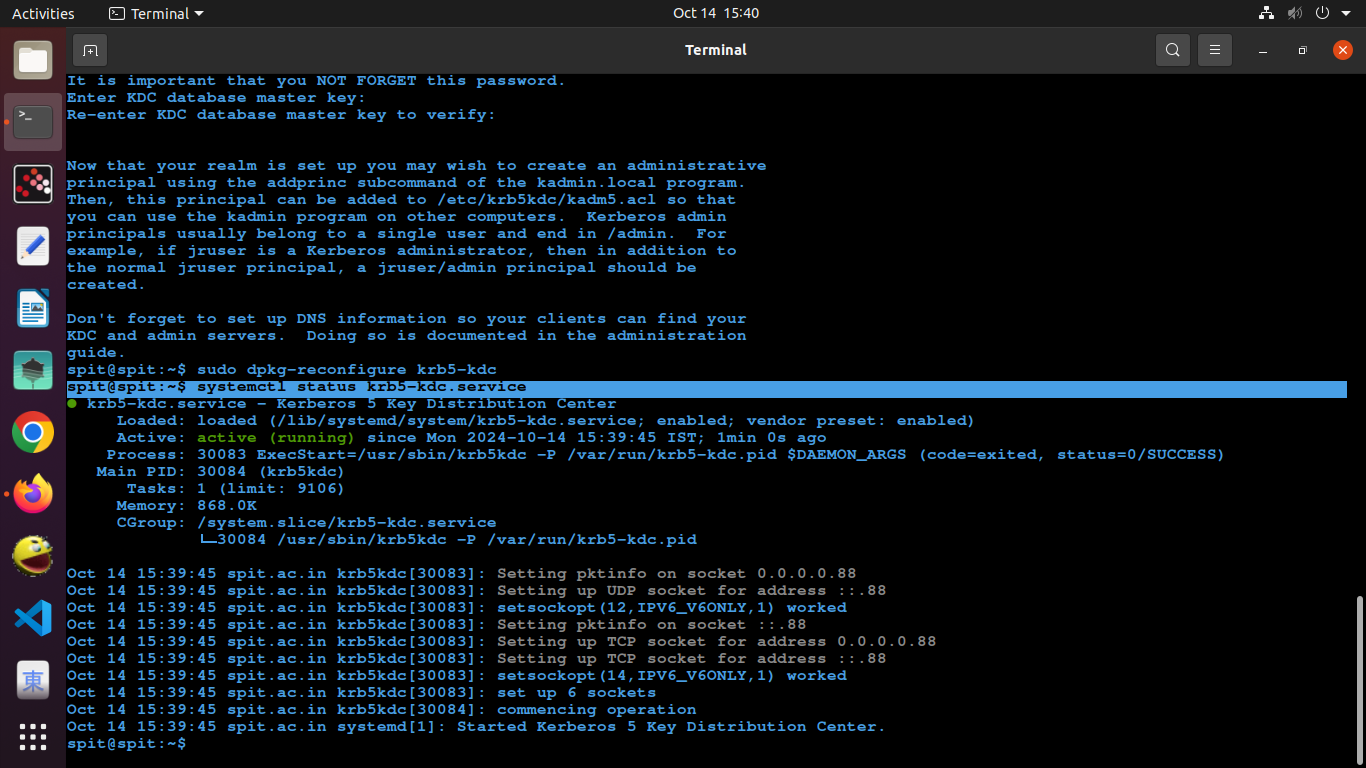 Activities
Terminal
Oct 14 15:40
Terminal
It is important that you NOT FORGET this password.
Enter KDC database master key:
Re-enter KDC database master key to verify:
Now that your realm is set up you may wish to create an administrative
principal using the addprinc subcommand of the kadmin.local program.
Then, this principal can be added to /etc/krb5kdc/kadm5.acl so that
you can use the kadmin program on other computers.  Kerberos admin
principals usually belong to a single user and end in /admin.  For
example, if jruser is a Kerberos administrator, then in addition to
the normal jruser principal, a jruser/admin principal should be
created.
Don't forget to set up DNS information so your clients can find your
KDC and admin servers.  Doing so is documented in the administration
guide.
spit@spit:~$ sudo dpkg-reconfigure krb5-kdc
spit@spit:~$ systemctl status krb5-kdc.service
● krb5-kdc.service - Kerberos 5 Key Distribution Center
     Loaded: loaded (/lib/systemd/system/krb5-kdc.service; enabled; vendor preset: enabled)
     Active: active (running) since Mon 2024-10-14 15:39:45 IST; 1min 0s ago
    Process: 30083 ExecStart=/usr/sbin/krb5kdc -P /var/run/krb5-kdc.pid $DAEMON_ARGS (code=exited, status=0/SUCCESS)
   Main PID: 30084 (krb5kdc)
      Tasks: 1 (limit: 9106)
     Memory: 868.0K
     CGroup: /system.slice/krb5-kdc.service
             └─30084 /usr/sbin/krb5kdc -P /var/run/krb5-kdc.pid
Oct 14 15:39:45 spit.ac.in krb5kdc[30083]: Setting pktinfo on socket 0.0.0.0.88
Oct 14 15:39:45 spit.ac.in krb5kdc[30083]: Setting up UDP socket for address ::.88
Oct 14 15:39:45 spit.ac.in krb5kdc[30083]: setsockopt(12,IPV6_V6ONLY,1) worked
Oct 14 15:39:45 spit.ac.in krb5kdc[30083]: Setting pktinfo on socket ::.88
Oct 14 15:39:45 spit.ac.in krb5kdc[30083]: Setting up TCP socket for address 0.0.0.0.88
Oct 14 15:39:45 spit.ac.in krb5kdc[30083]: Setting up TCP socket for address ::.88
Oct 14 15:39:45 spit.ac.in krb5kdc[30083]: setsockopt(14,IPV6_V6ONLY,1) worked
Oct 14 15:39:45 spit.ac.in krb5kdc[30083]: set up 6 sockets
Oct 14 15:39:45 spit.ac.in krb5kdc[30084]: commencing operation
Oct 14 15:39:45 spit.ac.in systemd[1]: Started Kerberos 5 Key Distribution Center.
spit@spit:~$
東